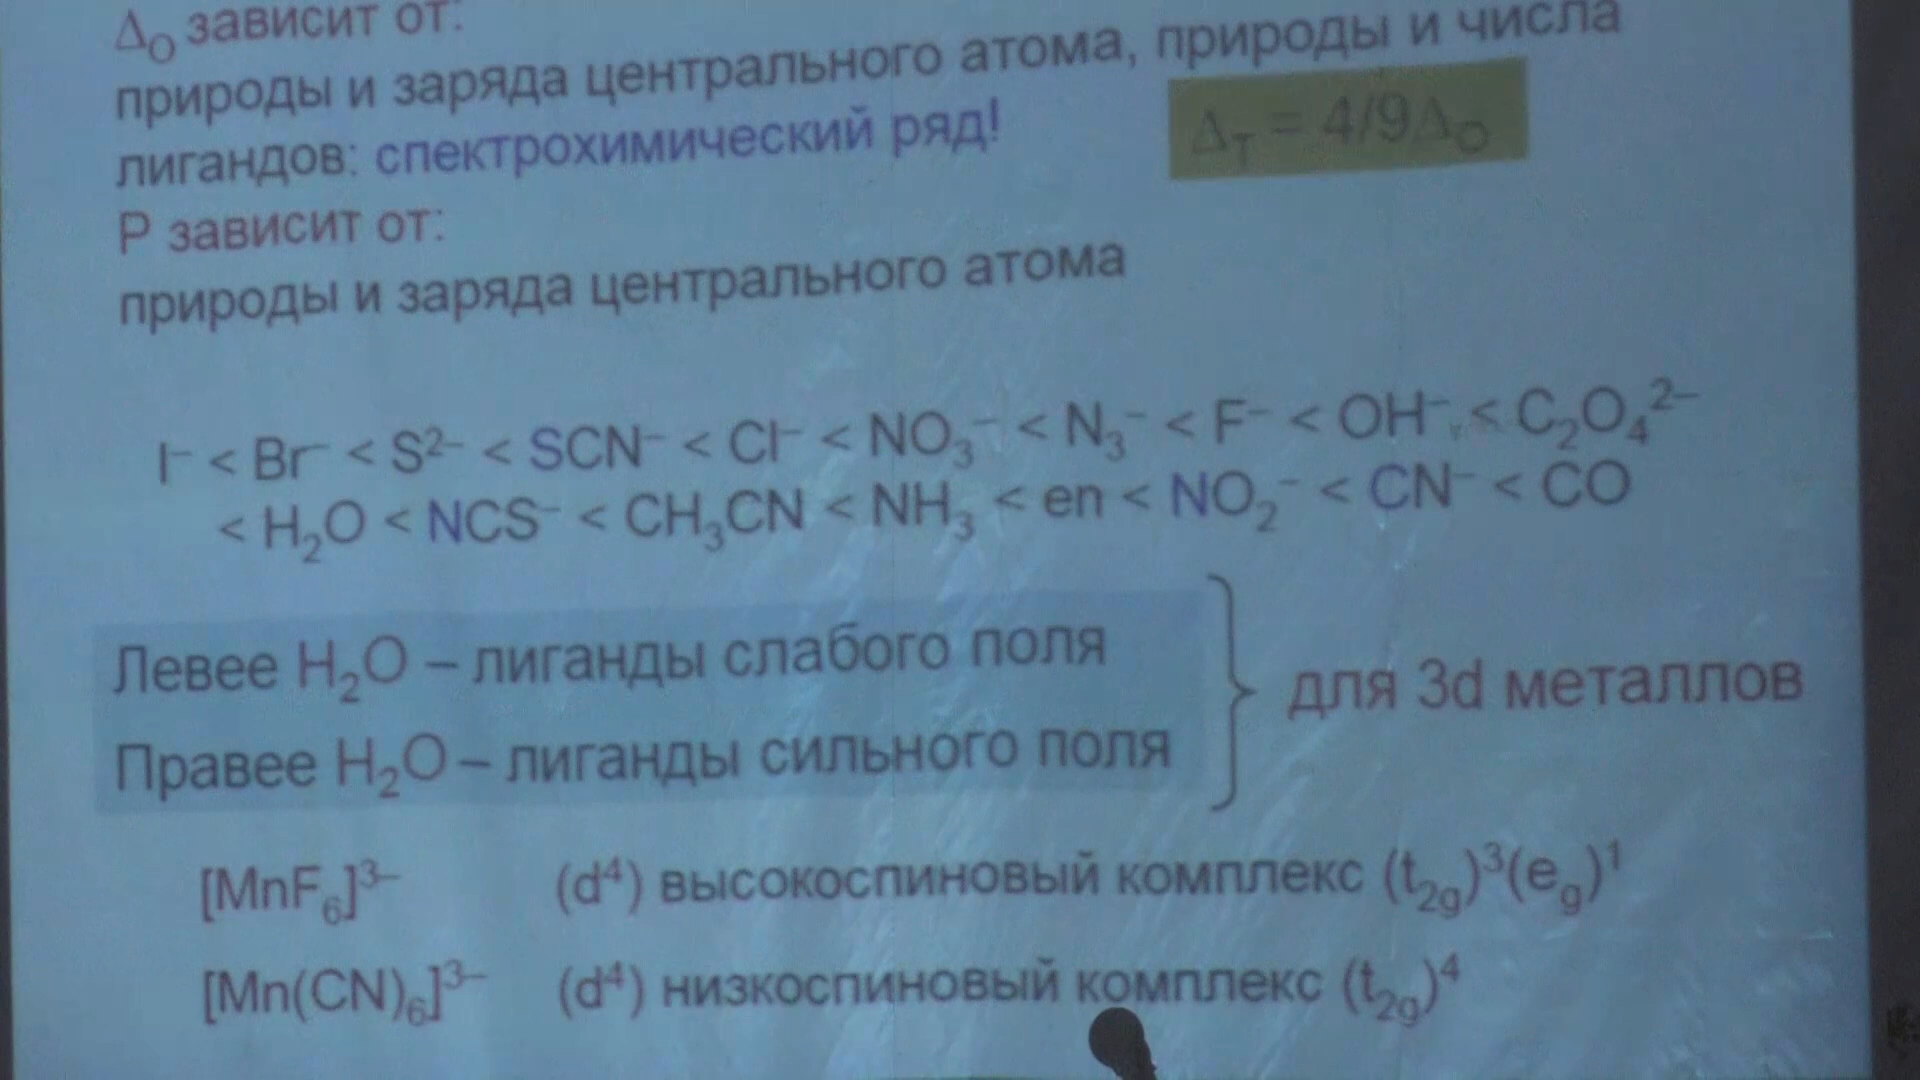 Δ₀ зависит от:
природы и заряда центрального атома, природы и числа
лигандов: спектрохимический ряд!
Δ_T = 4/9Δ_O
P зависит от:
природы и заряда центрального атома
I⁻ < Br⁻ < S²⁻ < SCN⁻ < Cl⁻ < NO₃⁻ < N₃⁻ < F⁻ < OH⁻ < C₂O₄²⁻
< H₂O < NCS⁻ < CH₃CN < NH₃ < en < NO₂⁻ < CN⁻ < CO
Левее H₂O – лиганды слабого поля
Правее H₂O – лиганды сильного поля
для 3d металлов
[MnF₆]³⁻ (d⁴) высокоспиновый комплекс (t₂g)³(e_g)¹
[Mn(CN)₆]³⁻ (d⁴) низкоспиновый комплекс (t₂g)⁴